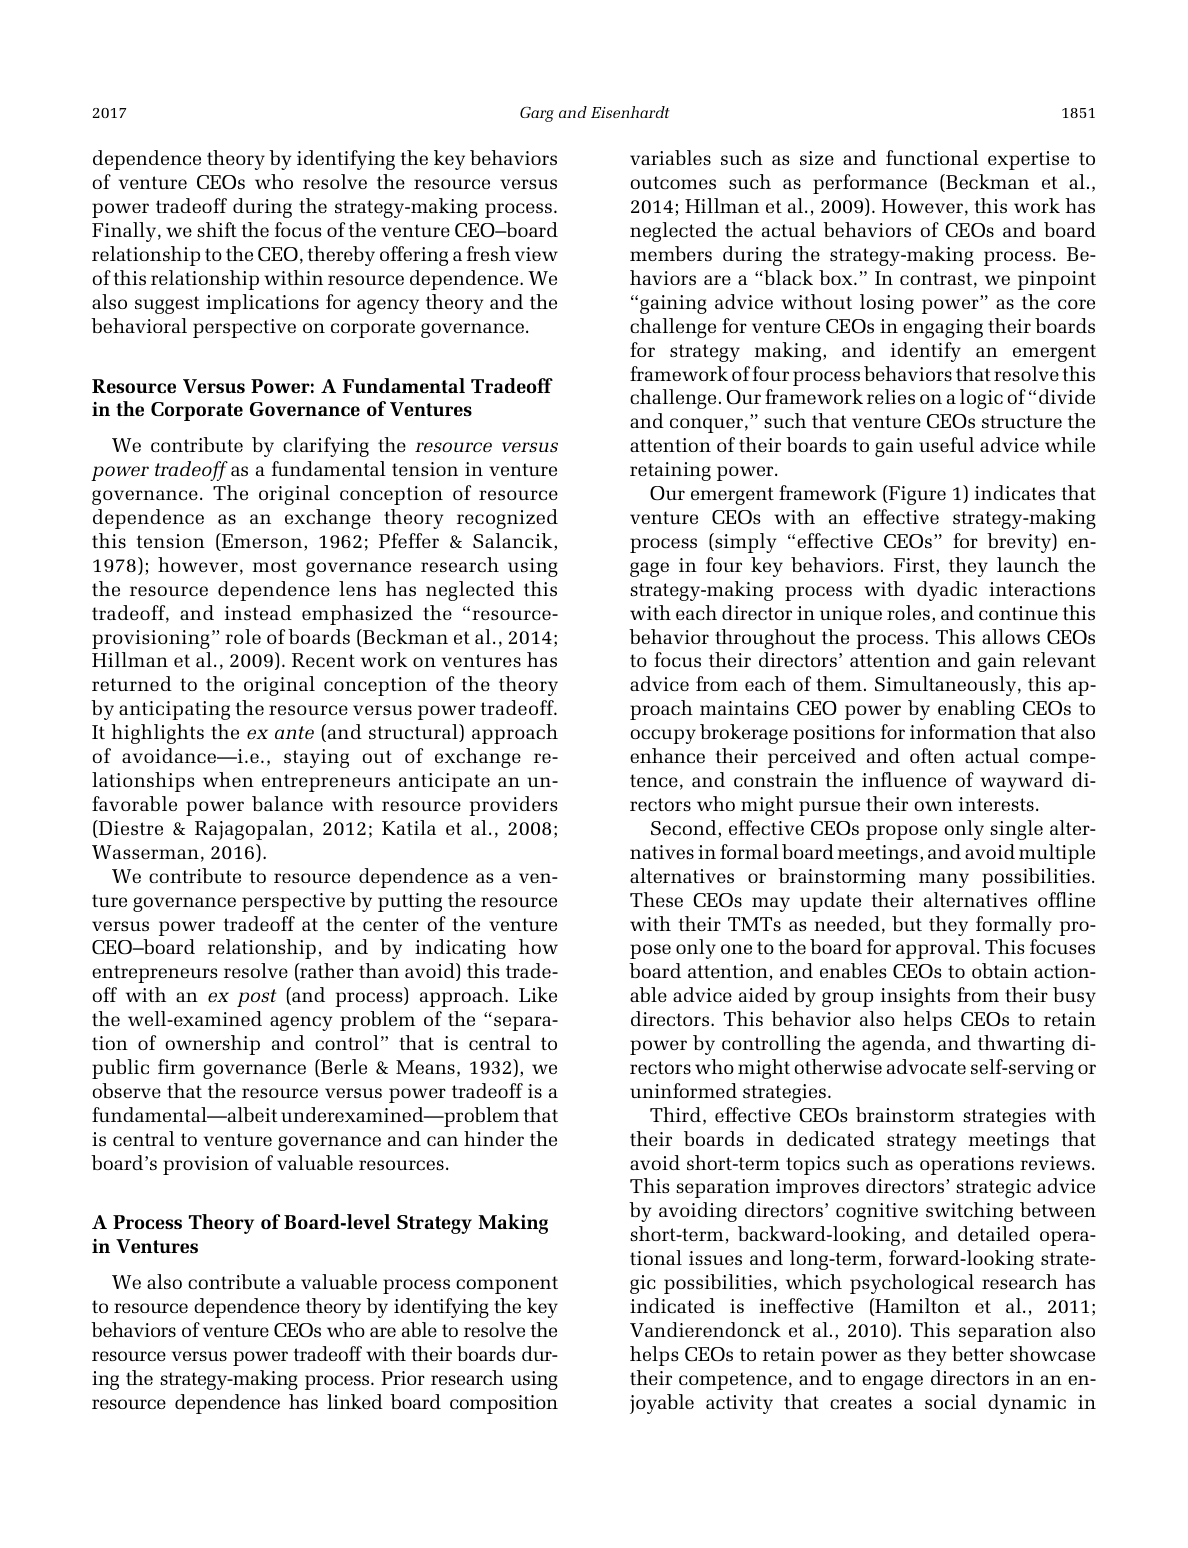 2017
Garg and Eisenhardt
1851
dependence theory by identifying the key behaviors
of venture CEOs who resolve the resource versus
power tradeoff during the strategy-making process.
Finally, we shift the focus of the venture CEO–board
relationship to the CEO, thereby offering a fresh view
of this relationship within resource dependence. We
also suggest implications for agency theory and the
behavioral perspective on corporate governance.
Resource Versus Power: A Fundamental Tradeoff
in the Corporate Governance of Ventures
We contribute by clarifying the resource versus
power tradeoff as a fundamental tension in venture
governance. The original conception of resource
dependence as an exchange theory recognized
this tension (Emerson, 1962; Pfeffer & Salancik,
1978); however, most governance research using
the resource dependence lens has neglected this
tradeoff, and instead emphasized the “resource-
provisioning” role of boards (Beckman et al., 2014;
Hillman et al., 2009). Recent work on ventures has
returned to the original conception of the theory
by anticipating the resource versus power tradeoff.
It highlights the ex ante (and structural) approach
of avoidance—i.e., staying out of exchange re-
lationships when entrepreneurs anticipate an un-
favorable power balance with resource providers
(Diestre & Rajagopalan, 2012; Katila et al., 2008;
Wasserman, 2016).
We contribute to resource dependence as a ven-
ture governance perspective by putting the resource
versus power tradeoff at the center of the venture
CEO–board relationship, and by indicating how
entrepreneurs resolve (rather than avoid) this trade-
off with an ex post (and process) approach. Like
the well-examined agency problem of the “separa-
tion of ownership and control” that is central to
public firm governance (Berle & Means, 1932), we
observe that the resource versus power tradeoff is a
fundamental—albeit underexamined—problem that
is central to venture governance and can hinder the
board’s provision of valuable resources.
A Process Theory of Board-level Strategy Making
in Ventures
We also contribute a valuable process component
to resource dependence theory by identifying the key
behaviors of venture CEOs who are able to resolve the
resource versus power tradeoff with their boards dur-
ing the strategy-making process. Prior research using
resource dependence has linked board composition
variables such as size and functional expertise to
outcomes such as performance (Beckman et al.,
2014; Hillman et al., 2009). However, this work has
neglected the actual behaviors of CEOs and board
members during the strategy-making process. Be-
haviors are a “black box.” In contrast, we pinpoint
“gaining advice without losing power” as the core
challenge for venture CEOs in engaging their boards
for strategy making, and identify an emergent
framework of four process behaviors that resolve this
challenge. Our framework relies on a logic of “divide
and conquer,” such that venture CEOs structure the
attention of their boards to gain useful advice while
retaining power.
Our emergent framework (Figure 1) indicates that
venture CEOs with an effective strategy-making
process (simply “effective CEOs” for brevity) en-
gage in four key behaviors. First, they launch the
strategy-making process with dyadic interactions
with each director in unique roles, and continue this
behavior throughout the process. This allows CEOs
to focus their directors’ attention and gain relevant
advice from each of them. Simultaneously, this ap-
proach maintains CEO power by enabling CEOs to
occupy brokerage positions for information that also
enhance their perceived and often actual compe-
tence, and constrain the influence of wayward di-
rectors who might pursue their own interests.
Second, effective CEOs propose only single alter-
natives in formal board meetings, and avoid multiple
alternatives or brainstorming many possibilities.
These CEOs may update their alternatives offline
with their TMTs as needed, but they formally pro-
pose only one to the board for approval. This focuses
board attention, and enables CEOs to obtain action-
able advice aided by group insights from their busy
directors. This behavior also helps CEOs to retain
power by controlling the agenda, and thwarting di-
rectors who might otherwise advocate self-serving or
uninformed strategies.
Third, effective CEOs brainstorm strategies with
their boards in dedicated strategy meetings that
avoid short-term topics such as operations reviews.
This separation improves directors’ strategic advice
by avoiding directors’ cognitive switching between
short-term, backward-looking, and detailed opera-
tional issues and long-term, forward-looking strate-
gic possibilities, which psychological research has
indicated is ineffective (Hamilton et al., 2011;
Vandierendonck et al., 2010). This separation also
helps CEOs to retain power as they better showcase
their competence, and to engage directors in an en-
joyable activity that creates a social dynamic in